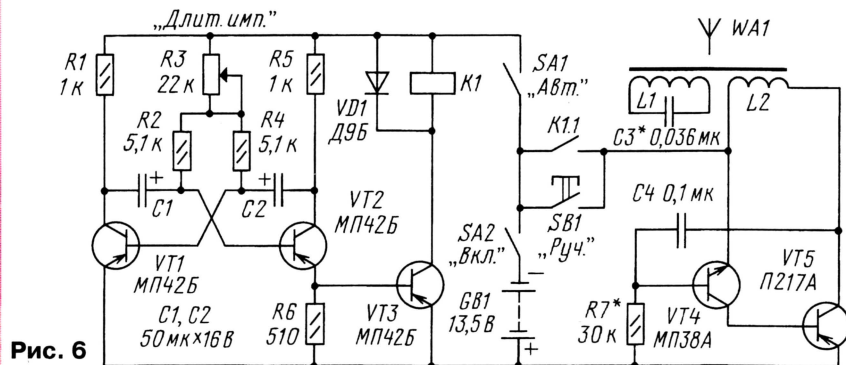 „Длит. имп."
R1
1 к
R3
22 к
R5
1 к
R2
5,1 к
R4
5,1 к
VD1
Д9Б
K1
SA1
„Авт."
K1.1
SB1
„Руч."
SA2
„Вкл."
GB1
13,5 В
WA1
L1
L2
C3* 0,036 мк
C4 0,1 мк
C1
C2
VT1
МП42Б
VT2
МП42Б
C1, C2
50 мк × 16 В
R6
510
VT3
МП42Б
R7*
30 к
VT4
МП38А
VT5
П217А
Рис. 6